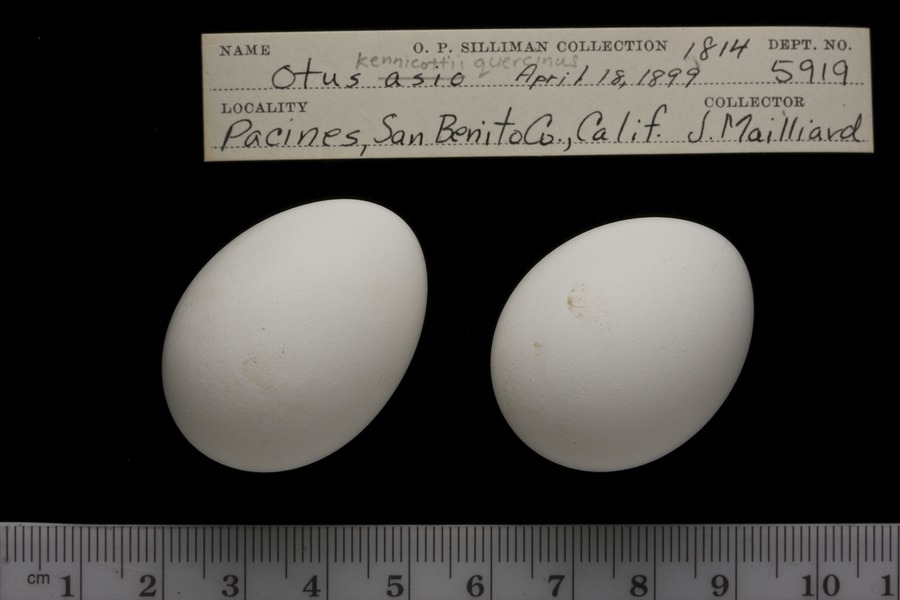 NAME O. P. SILLIMAN COLLECTION 1814 DEPT. NO.
kennicottii quercinus
Otus asio April 18, 1899 5919
LOCALITY COLLECTOR
Pacines, San Benito Co., Calif. J. Mailliard
cm 1 2 3 4 5 6 7 8 9 10 1